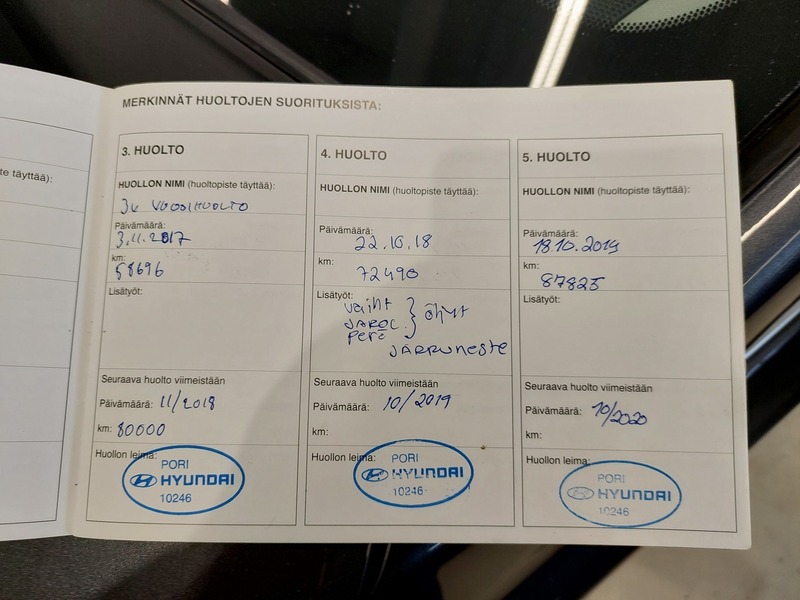 te täyttää):
MERKINNÄT HUOLTOJEN SUORITUKSISTA:
3. HUOLTO
HUOLLON NIMI (huoltopiste täyttää):
3v. VUOSIHUOLTO
Päivämäärä:
3.11.2017
km:
58696
Lisätyöt:
Seuraava huolto viimeistään
Päivämäärä: 11/2018
km: 80000
Huollon leima:
PORI
HYUNDAI
10246
4. HUOLTO
HUOLLON NIMI (huoltopiste täyttää):
Päivämäärä:
22.10.18
km:
72490
Lisätyöt:
vaiht
JAKOL } öljyt
perä
JARRUNESTE
Seuraava huolto viimeistään
Päivämäärä: 10/2019
km:
Huollon leima:
PORI
HYUNDAI
10246
5. HUOLTO
HUOLLON NIMI (huoltopiste täyttää):
Päivämäärä:
18.10.2019
km:
87825
Lisätyöt:
Seuraava huolto viimeistään
Päivämäärä: 10/2020
km:
Huollon leima:
PORI
HYUNDAI
10246